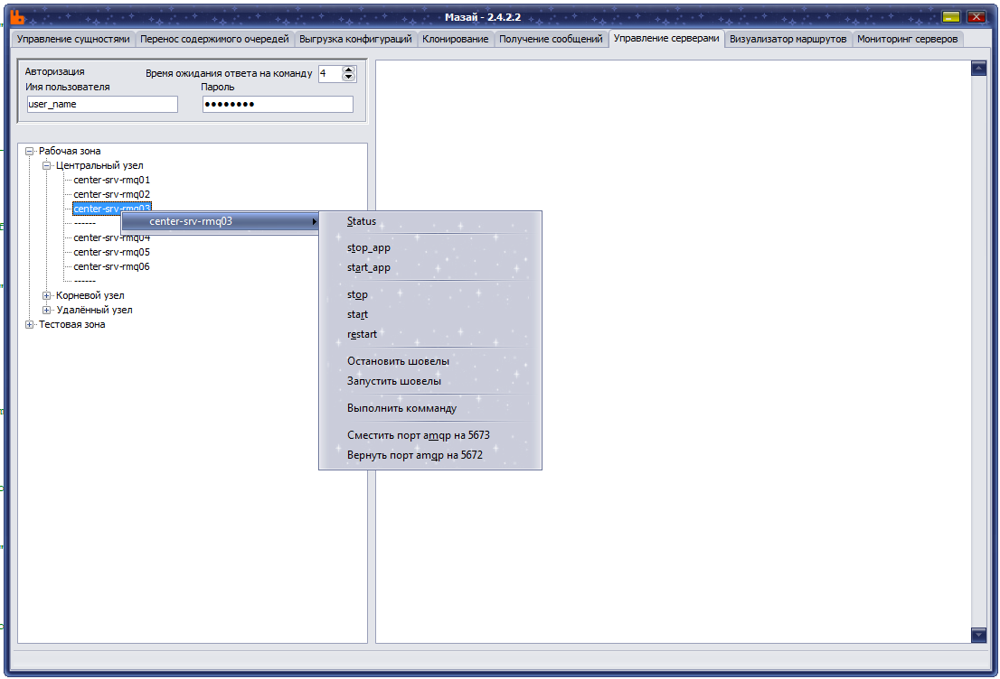 Мазай - 2.4.2.2
Управление сущностями Перенос содержимого очередей Выгрузка конфигураций Клонирование Получение сообщений Управление серверами Визуализатор маршрутов Мониторинг серверов
Авторизация
Время ожидания ответа на команду 4
Имя пользователя Пароль
user_name ••••••••
Рабочая зона
Центральный узел
center-srv-rmq01
center-srv-rmq02
center-srv-rmq03
------
center-srv-rmq04
center-srv-rmq05
center-srv-rmq06
------
Корневой узел
Удалённый узел
Тестовая зона
center-srv-rmq03
Status
stop_app
start_app
stop
start
restart
Остановить шовелы
Запустить шовелы
Выполнить комманду
Сместить порт amqp на 5673
Вернуть порт amqp на 5672